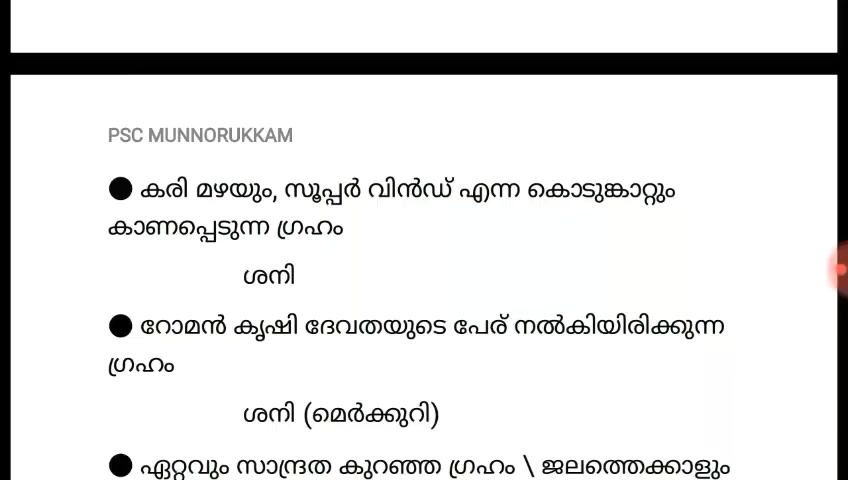 PSC MUNNORUKKAM
● കരി മഴയും, സൂപ്പർ വിൻഡ് എന്ന കൊടുങ്കാറ്റും
കാണപ്പെടുന്ന ഗ്രഹം
ശനി
● റോമൻ കൃഷി ദേവതയുടെ പേര് നൽകിയിരിക്കുന്ന
ഗ്രഹം
ശനി (മെർക്കുറി)
● ഏറ്റവും സാന്ദ്രത കുറഞ്ഞ ഗ്രഹം \ ജലത്തെക്കാളും